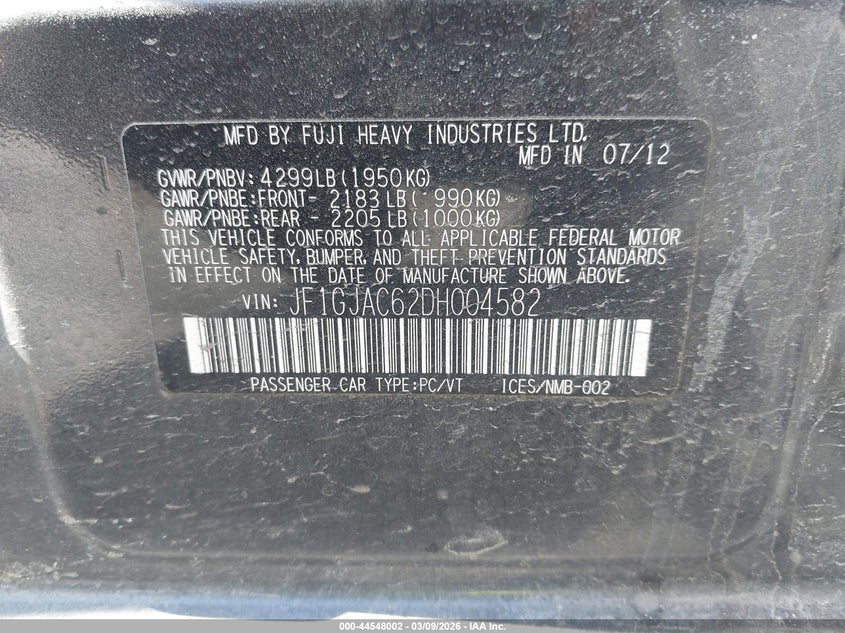 MFD BY FUJI HEAVY INDUSTRIES LTD.
MFD IN 07/12
GVWR/PNBV: 4299LB(1950KG)
GAWR/PNBE:FRONT- 2183LB( 990KG)
GAWR/PNBE:REAR - 2205LB(1000KG)
THIS VEHICLE CONFORMS TO ALL APPLICABLE FEDERAL MOTOR
VEHICLE SAFETY, BUMPER, AND THEFT PREVENTION STANDARDS
IN EFFECT ON THE DATE OF MANUFACTURE SHOWN ABOVE.
VIN: JF1GJAC62DH004582
PASSENGER CAR TYPE:PC/VT ICES/NMB-002
000-44548002 - 03/09/2026 - IAA Inc.